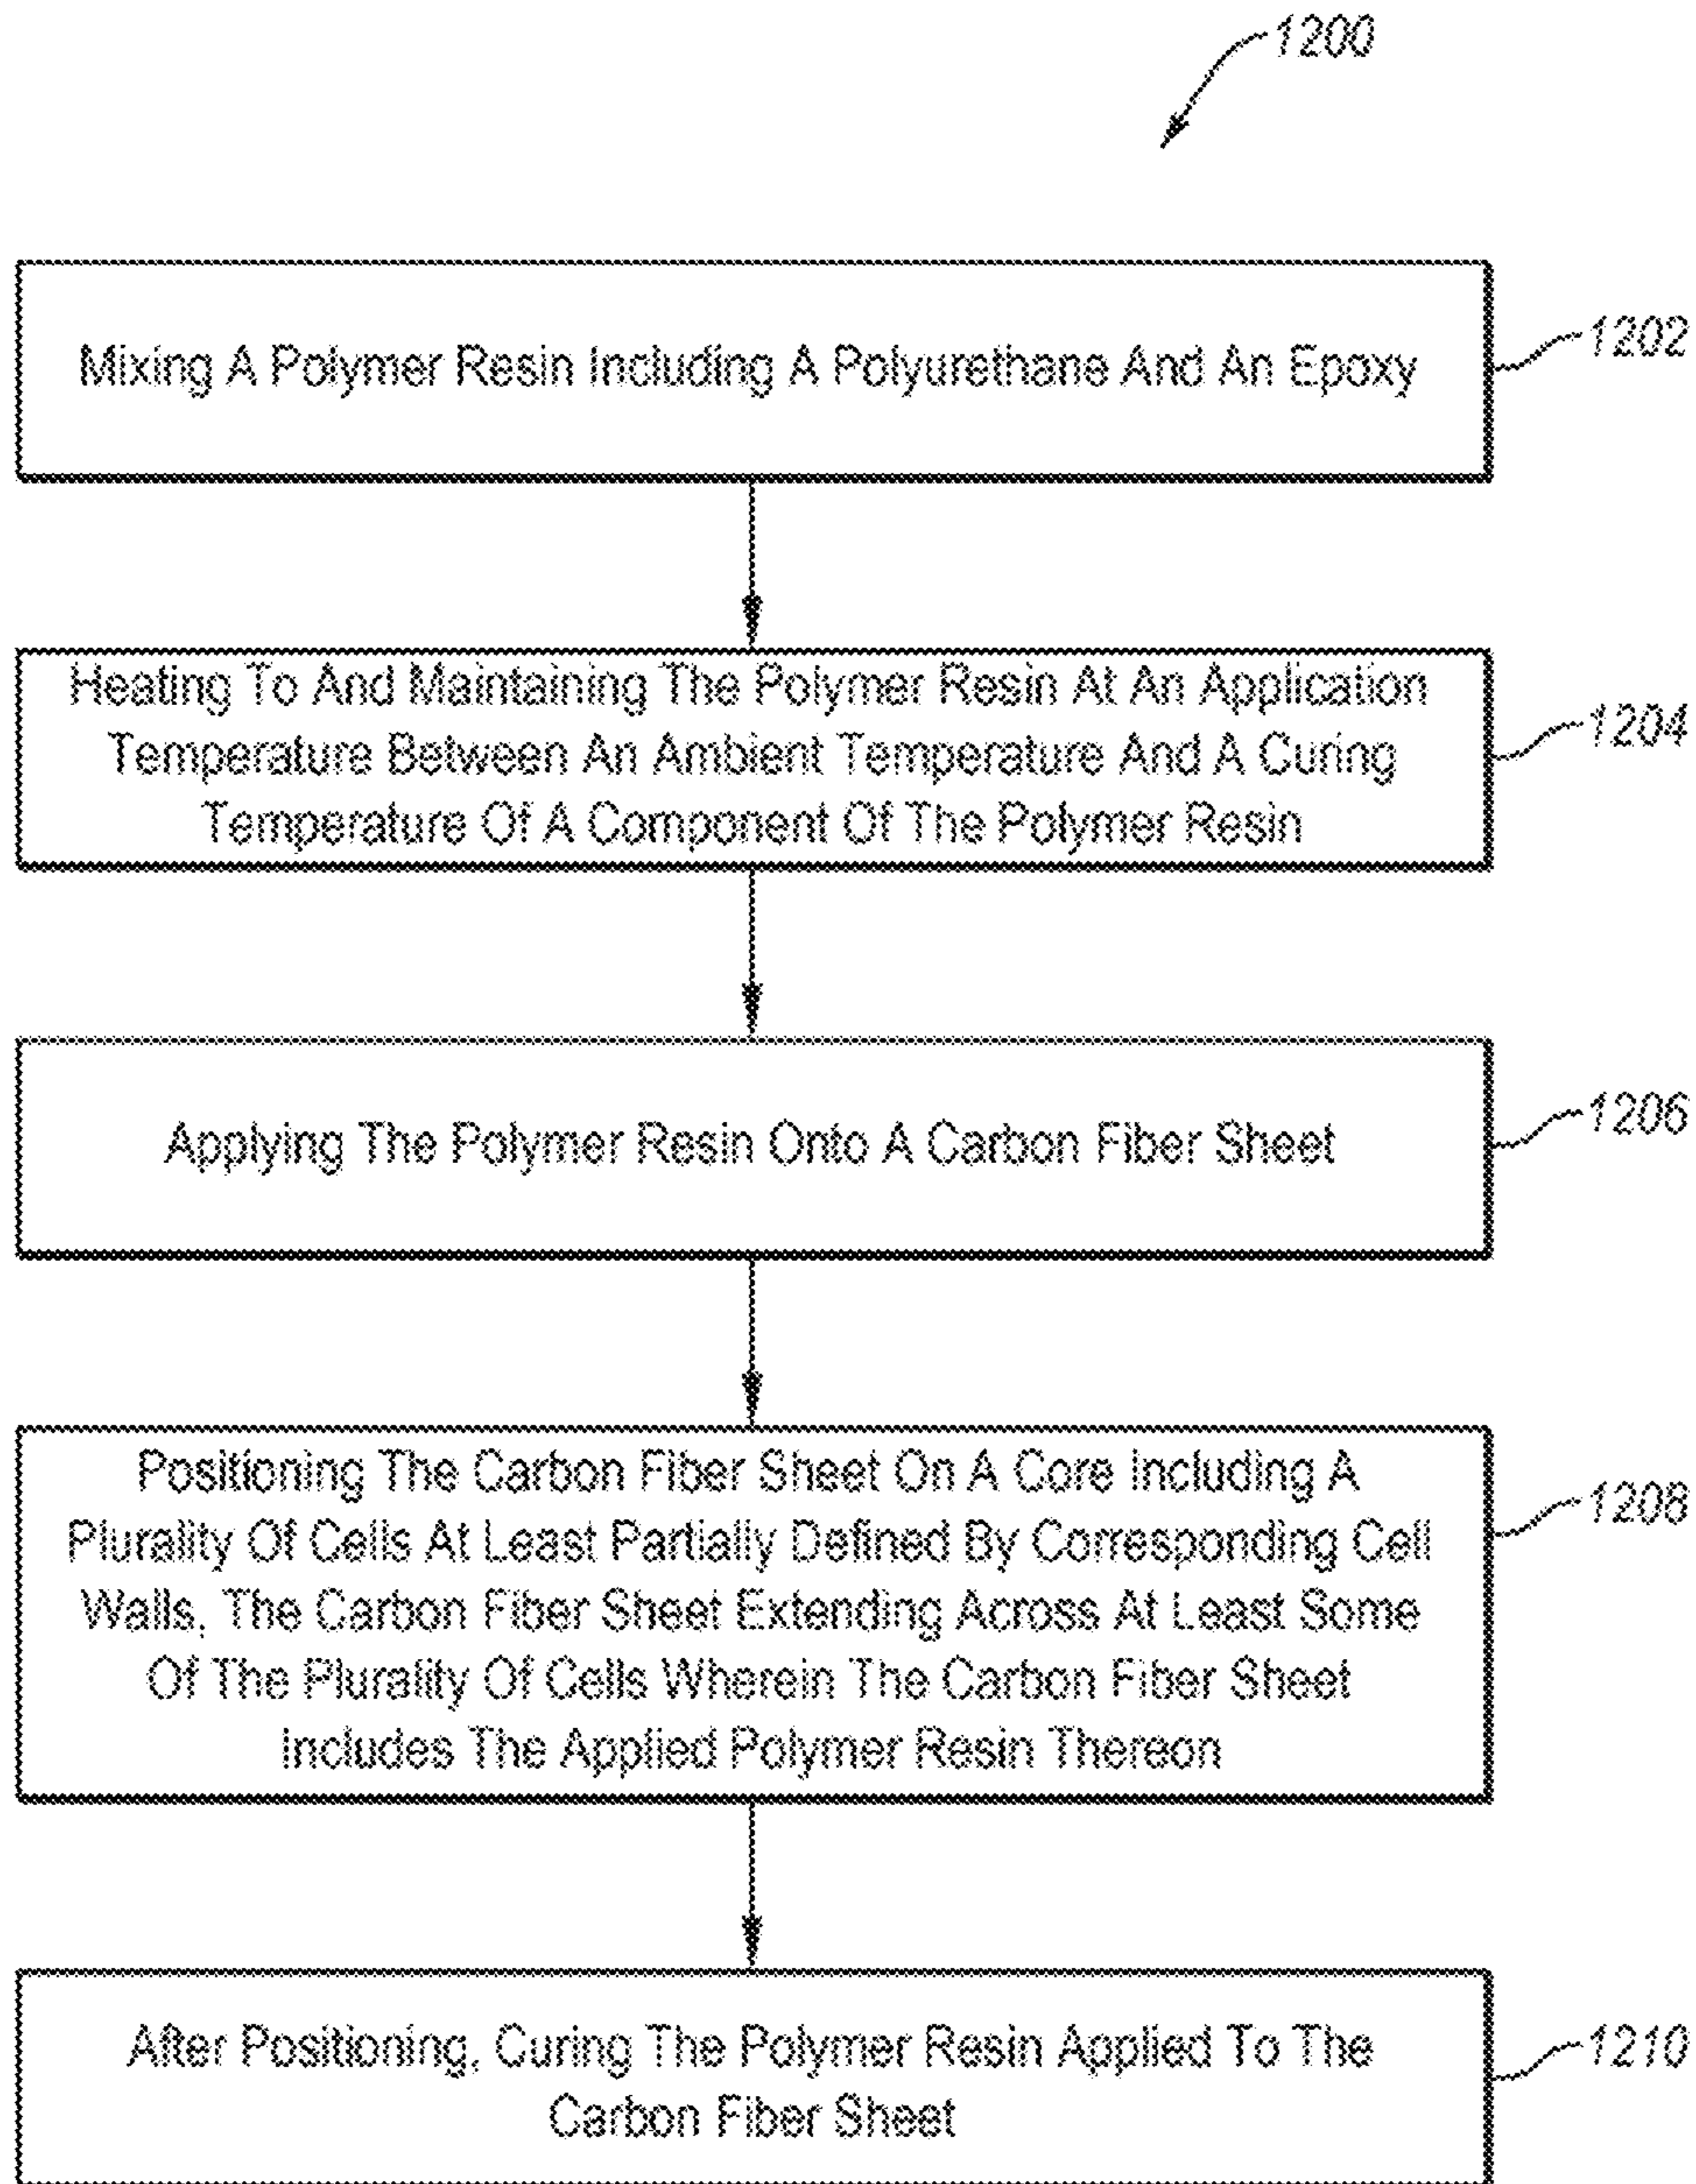 1200
Mixing A Polymer Resin Including A Polyurethane And An Epoxy
1202
Heating To And Maintaining The Polymer Resin At An Application
Temperature Between An Ambient Temperature And A Curing
Temperature Of A Component Of The Polymer Resin
1204
Applying The Polymer Resin Onto A Carbon Fiber Sheet
1206
Positioning The Carbon Fiber Sheet On A Core Including A
Plurality Of Cells At Least Partially Defined By Corresponding Cell
Walls, The Carbon Fiber Sheet Extending Across At Least Some
Of The Plurality Of Cells Wherein The Carbon Fiber Sheet
Includes The Applied Polymer Resin Thereon
1208
After Positioning, Curing The Polymer Resin Applied To The
Carbon Fiber Sheet
1210